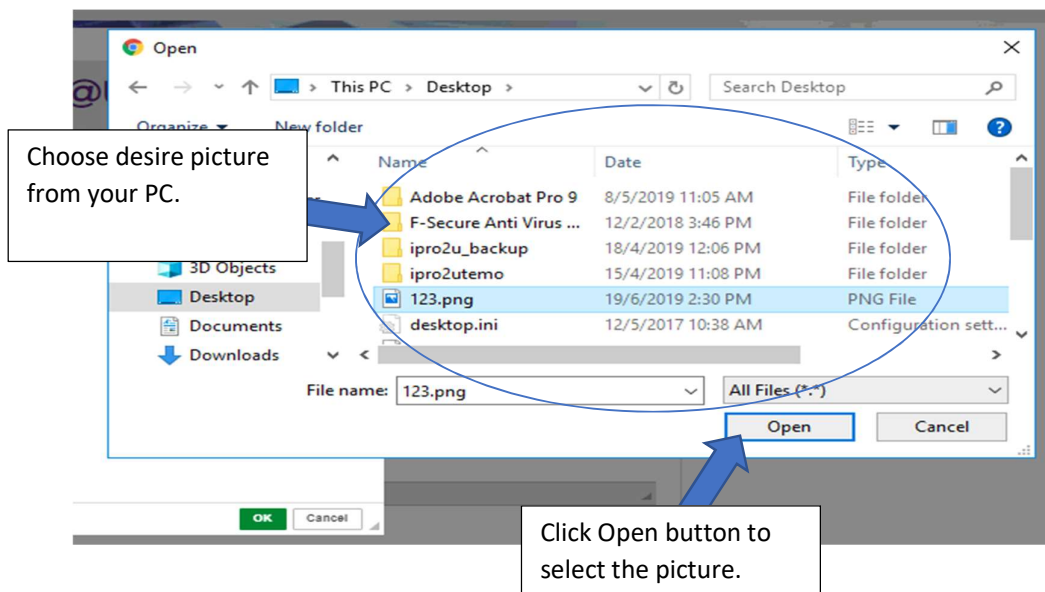 Open
This PC > Desktop >
Search Desktop
Organize
New folder
Choose desire picture
from your PC.
Name Date Type
Adobe Acrobat Pro 9 8/5/2019 11:05 AM File folder
F-Secure Anti Virus ... 12/2/2018 3:46 PM File folder
ipro2u_backup 18/4/2019 12:06 PM File folder
ipro2utemo 15/4/2019 11:08 PM File folder
123.png 19/6/2019 2:30 PM PNG File
desktop.ini 12/5/2017 10:38 AM Configuration sett...
3D Objects
Desktop
Documents
Downloads
File name: 123.png All Files (*.*)
Open Cancel
OK Cancel
Click Open button to
select the picture.